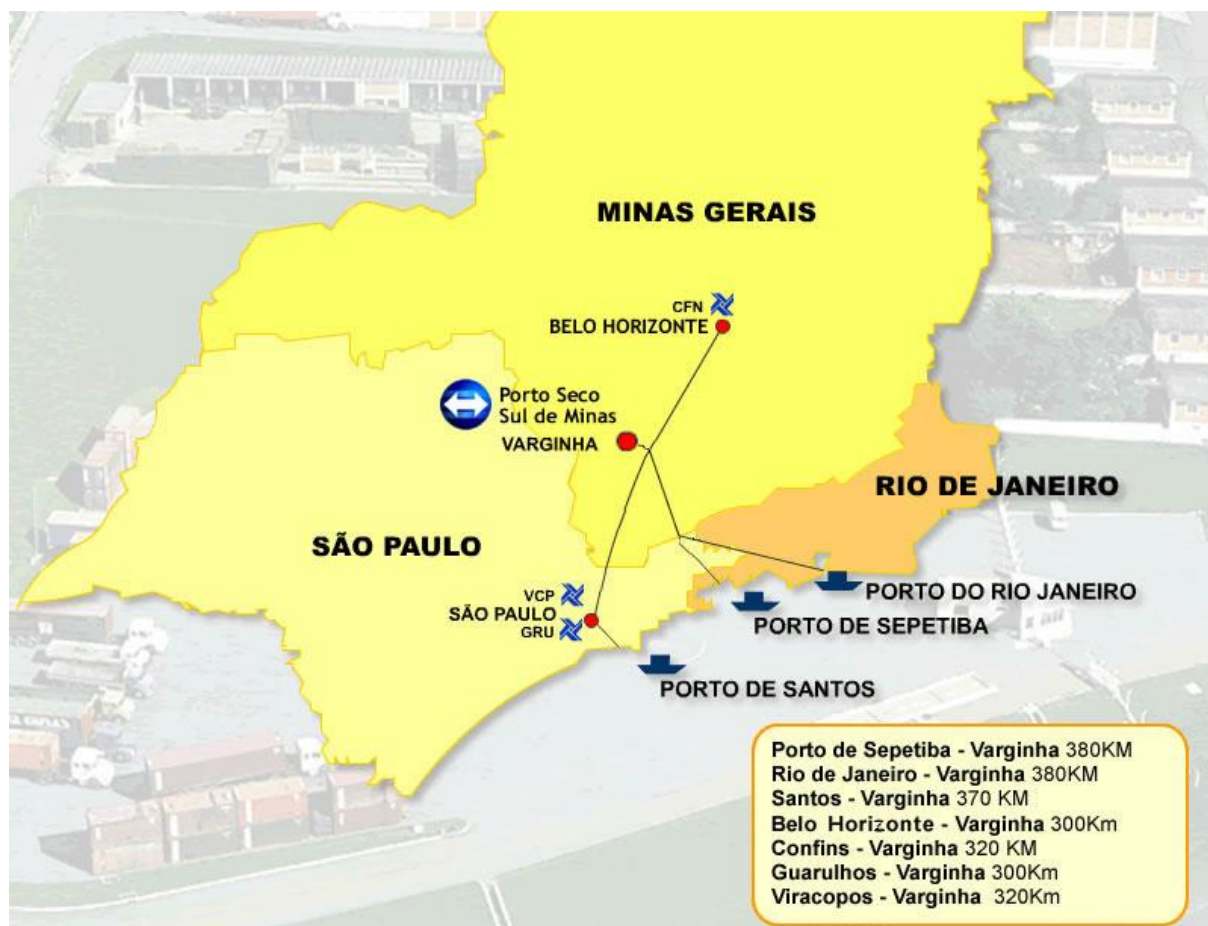 MINAS GERAIS
CFN
BELO HORIZONTE
Porto Seco
Sul de Minas
VARGINHA
RIO DE JANEIRO
SÃO PAULO
VCP
SÃO PAULO
GRU
PORTO DO RIO JANEIRO
PORTO DE SEPETIBA
PORTO DE SANTOS
Porto de Sepetiba - Varginha 380KM
Rio de Janeiro - Varginha 380KM
Santos - Varginha 370 KM
Belo Horizonte - Varginha 300Km
Confins - Varginha 320 KM
Guarulhos - Varginha 300Km
Viracopos - Varginha 320Km